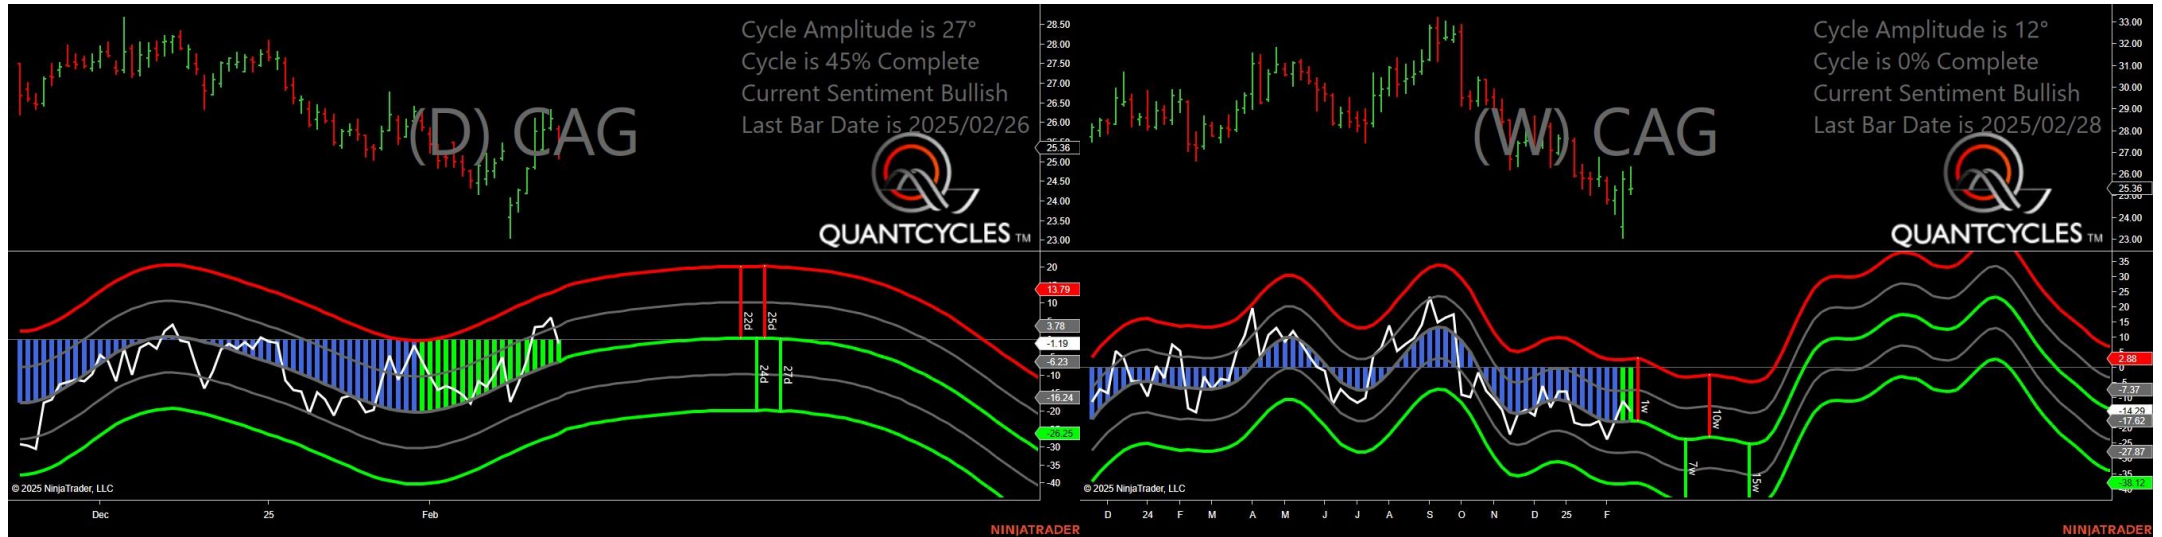 Cycle Amplitude is 27°
Cycle is 45% Complete
Current Sentiment Bullish
Last Bar Date is 2025/02/26
(D) CAG
QUANTCYCLES TM
28.50
28.00
27.50
27.00
26.50
26.00
25.36
25.00
24.50
24.00
23.50
23.00
20
13.79
10
3.78
-1.19
-6.23
-10
-16.24
-20
-26.25
-30
-35
-40
22d
25d
24d
27d
© 2025 NinjaTrader, LLC
Dec
25
Feb
NINJATRADER
Cycle Amplitude is 12°
Cycle is 0% Complete
Current Sentiment Bullish
Last Bar Date is 2025/02/28
(W) CAG
QUANTCYCLES TM
33.00
32.00
31.00
30.00
29.00
28.00
27.00
26.00
25.36
24.00
23.00
35
30
25
20
15
10
2.88
0
-7.37
-10
-14.29
-17.62
-25
-27.87
-35
-38.12
1w
10w
7w
15w
© 2025 NinjaTrader, LLC
D
24
F
M
A
M
J
J
A
S
O
N
D
25
F
NINJATRADER